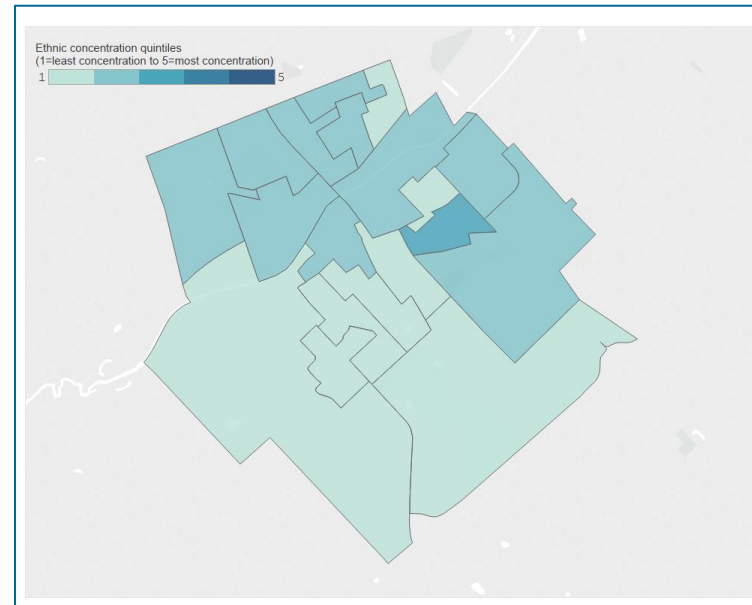 Ethnic concentration quintiles
(1=least concentration to 5=most concentration)
1 5